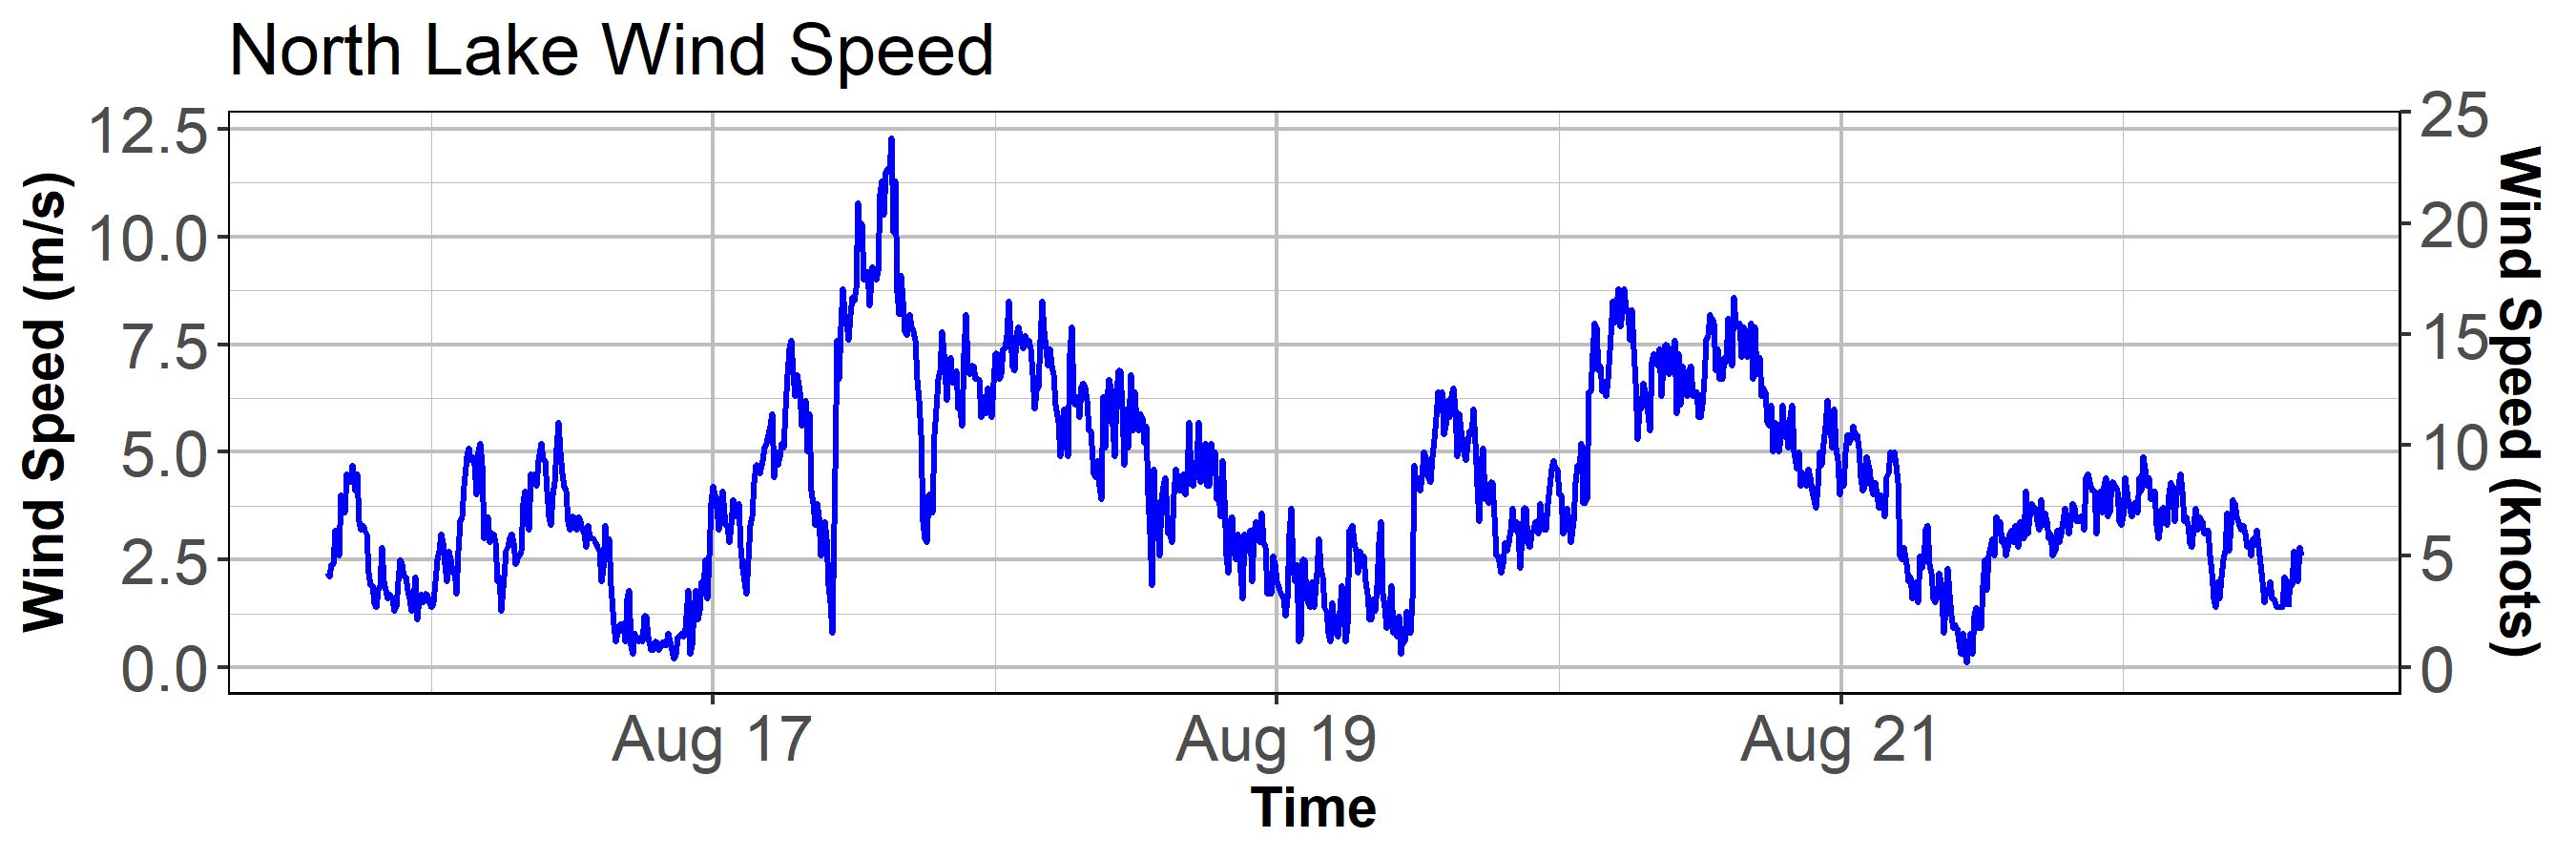 North Lake Wind Speed
Wind Speed (m/s)
12.5
10.0
7.5
5.0
2.5
0.0
25
20
15
10
5
0
Wind Speed (knots)
Aug 17
Aug 19
Aug 21
Time